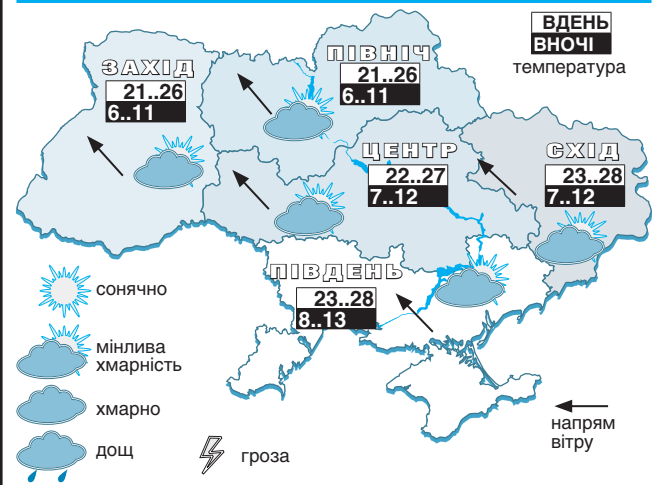 ВДЕНЬ
ВНОЧІ
температура
ЗАХІД
21..26
6..11
ПІВНІЧ
21..26
6..11
ЦЕНТР
22..27
7..12
СХІД
23..28
7..12
ПІВДЕНЬ
23..28
8..13
сонячно
мінлива
хмарність
хмарно
дощ
гроза
напрям
вітру